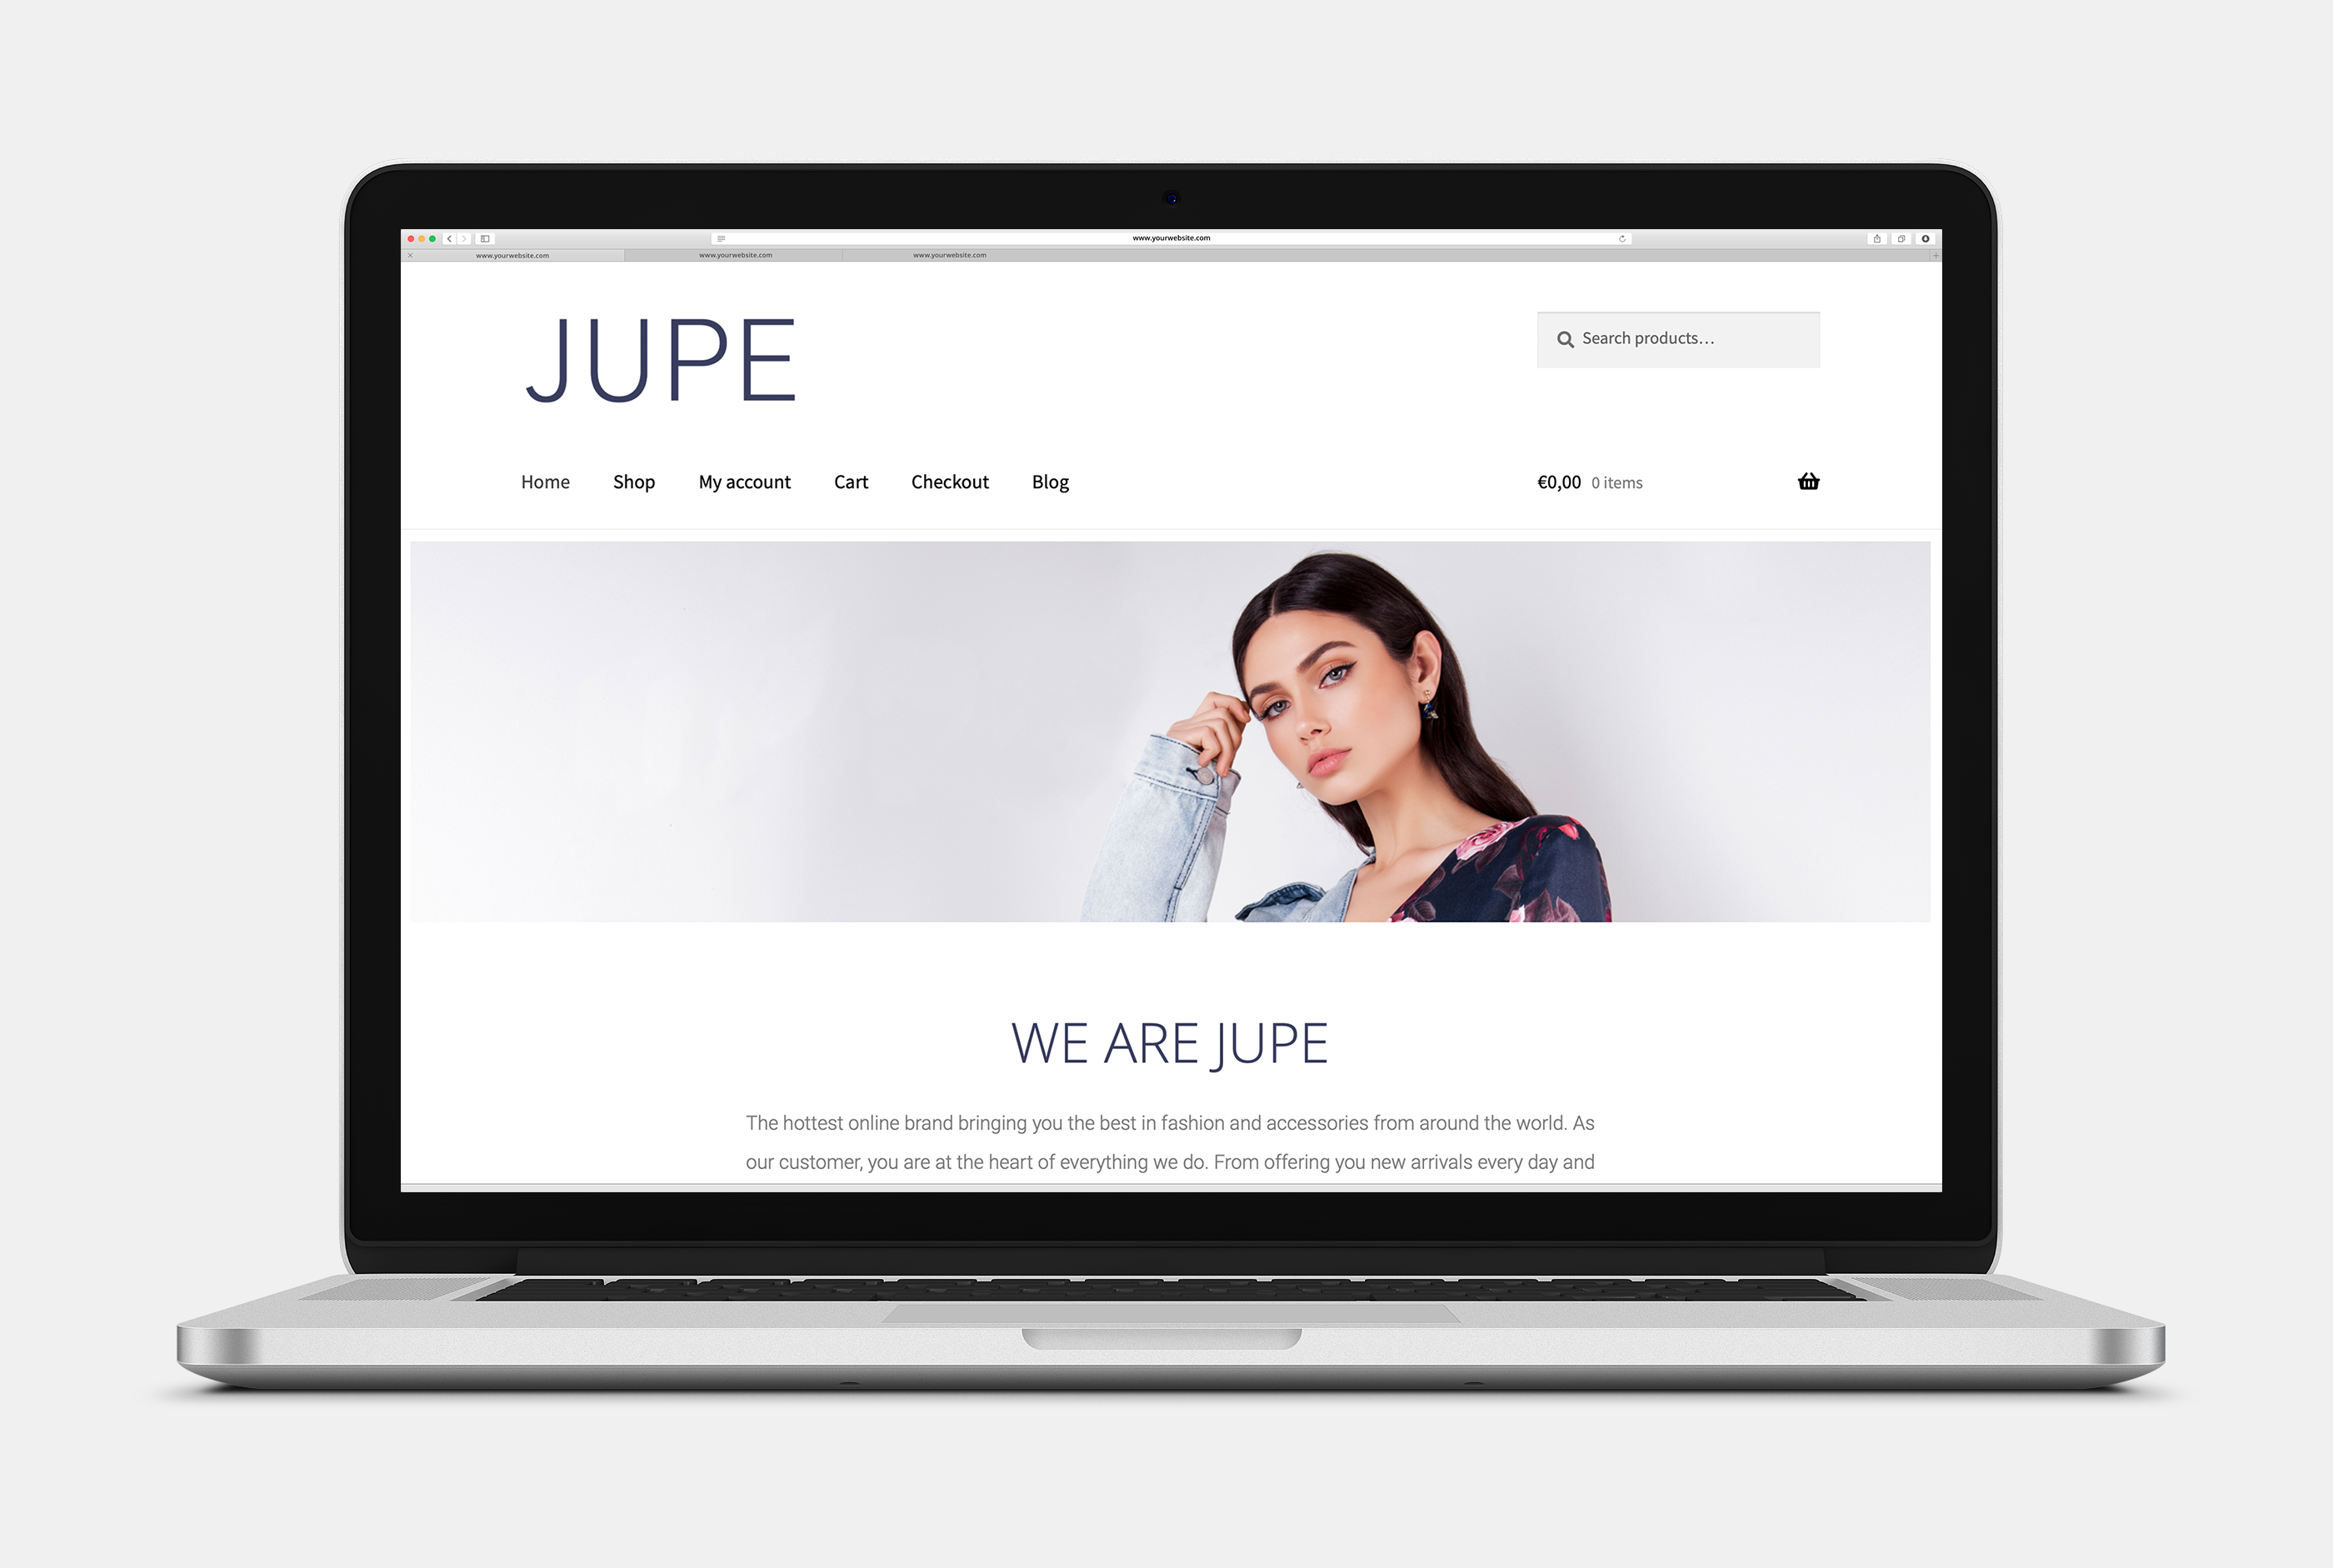 www.yourwebsite.com
www.yourwebsite.com www.yourwebsite.com www.yourwebsite.com
JUPE
Search products...
Home Shop My account Cart Checkout Blog €0,00 0 items
WE ARE JUPE
The hottest online brand bringing you the best in fashion and accessories from around the world. As
our customer, you are at the heart of everything we do. From offering you new arrivals every day and